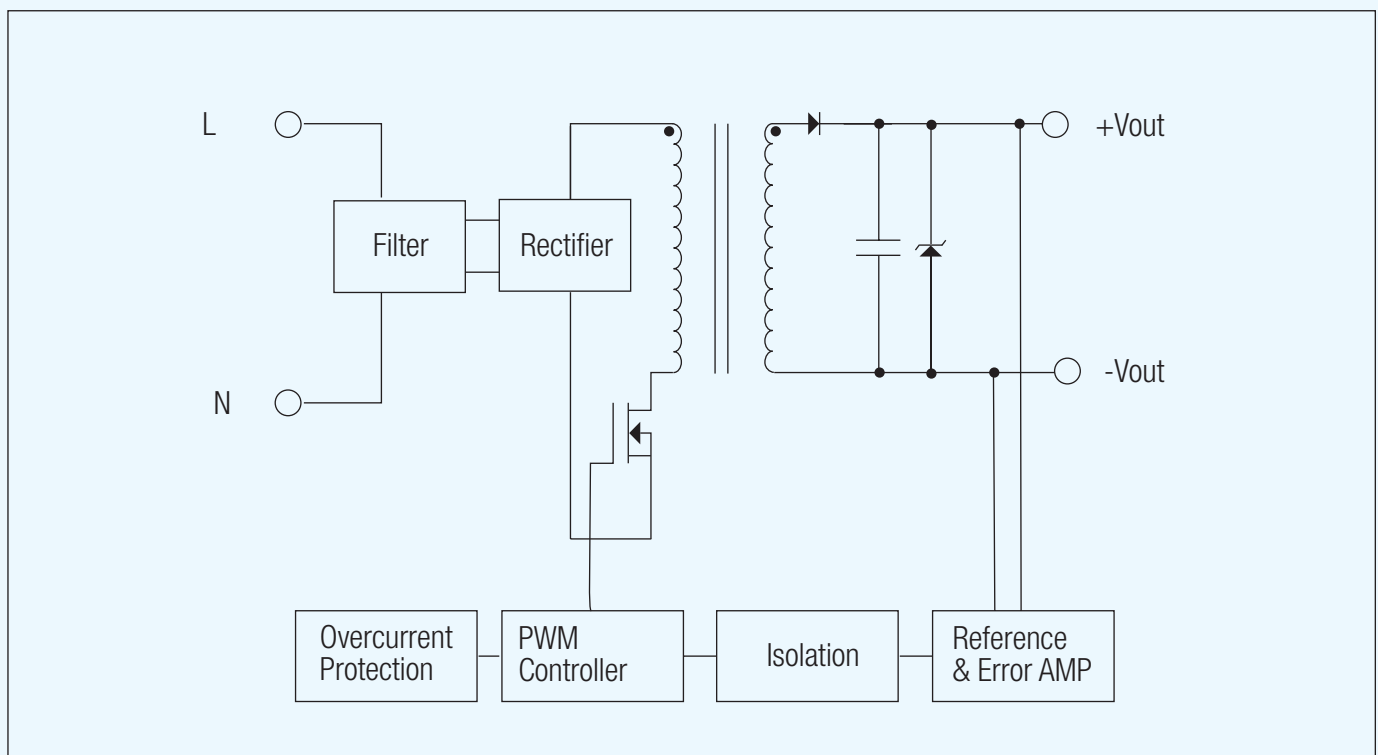 L
+Vout
Filter
Rectifier
-Vout
N
Overcurrent
Protection
PWM
Controller
Isolation
Reference
& Error AMP